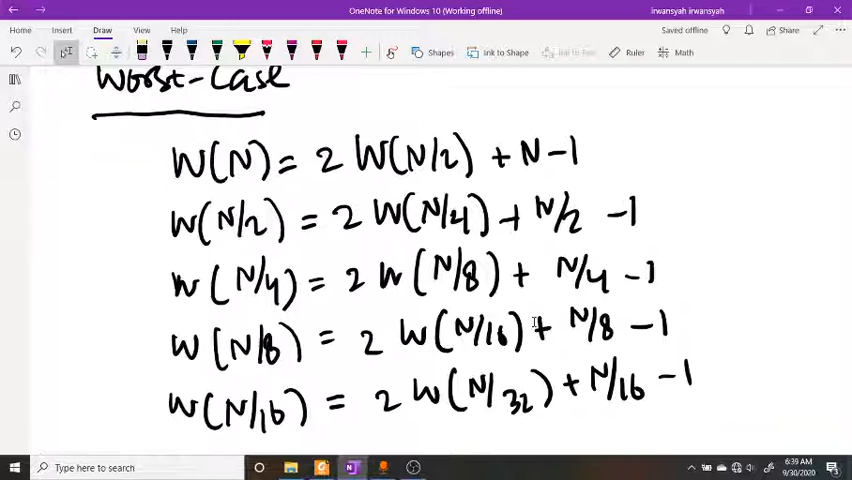 OneNote for Windows 10 (Working offline)
irwansyah irwansyah
Home Insert Draw View Help Saved offline Share
Shapes Ink to Shape Ink to Text Ruler Math
Worst-Case
W(N) = 2 W(N/2) + N - 1
W(N/2) = 2 W(N/4) + N/2 - 1
W(N/4) = 2 W(N/8) + N/4 - 1
W(N/8) = 2 W(N/16) + N/8 - 1
W(N/16) = 2 W(N/32) + N/16 - 1
Type here to search
6:39 AM
9/30/2020